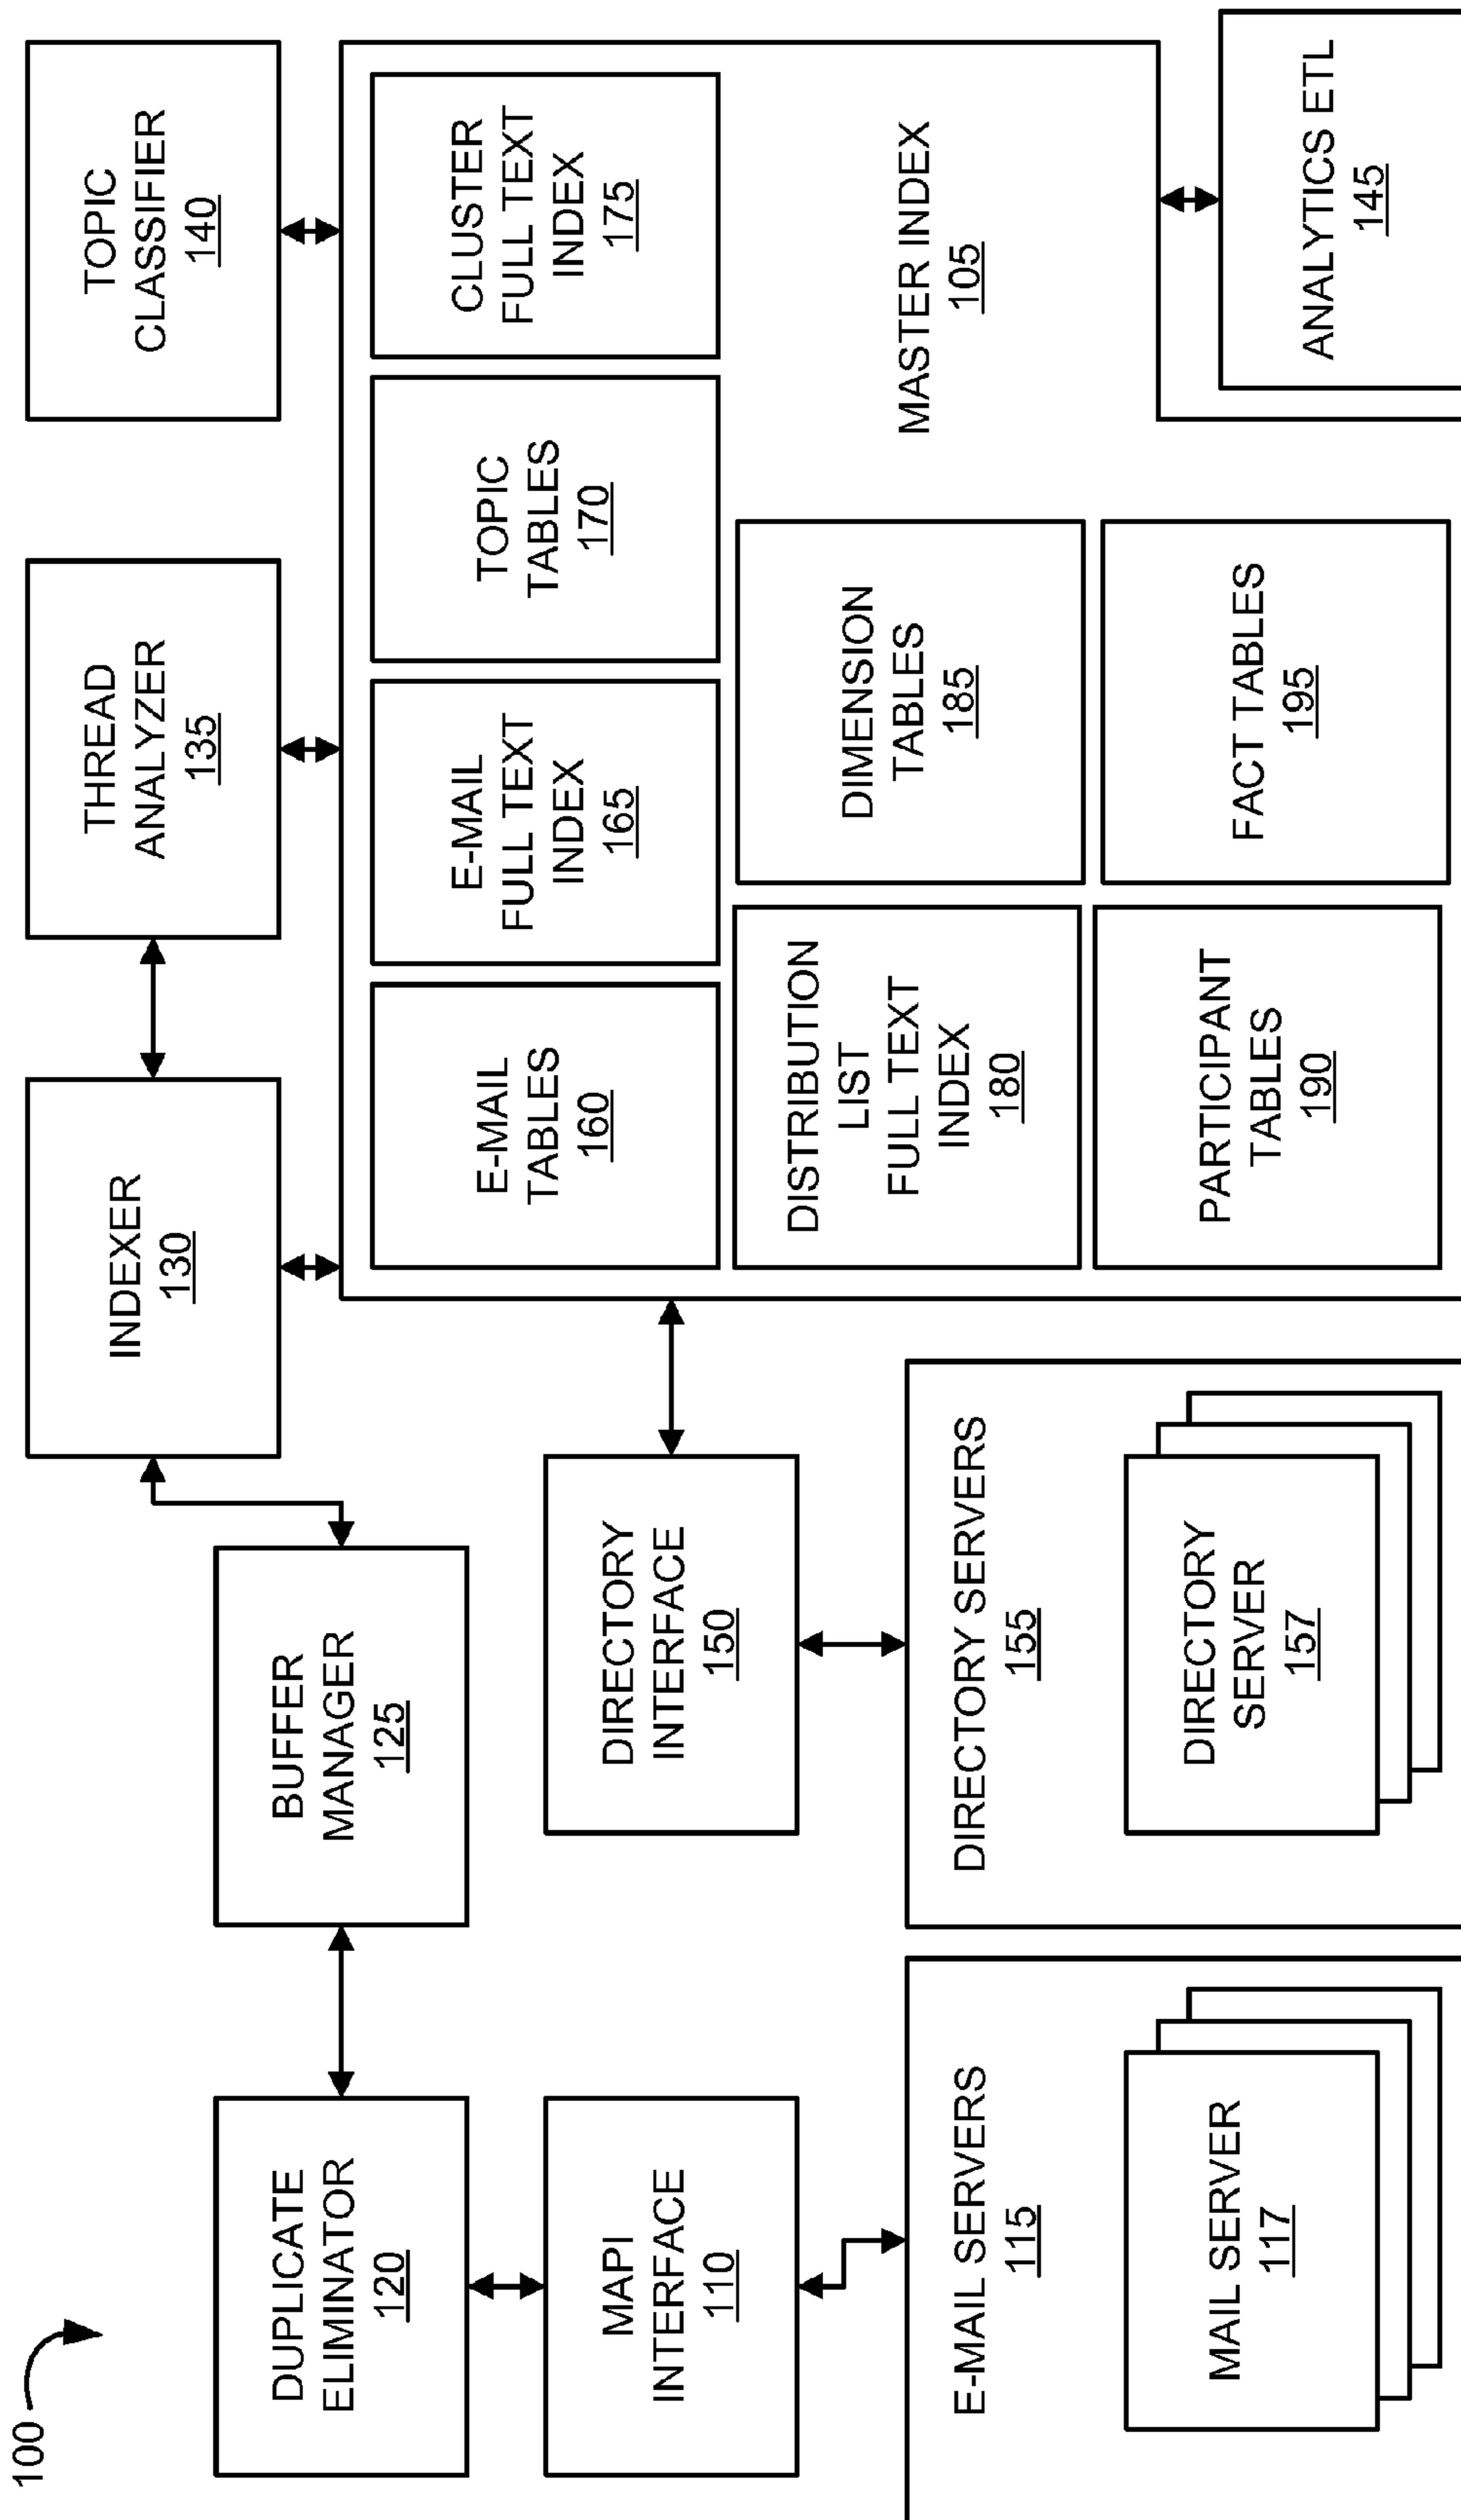 100
DUPLICATE
ELIMINATOR
120
BUFFER
MANAGER
125
INDEXER
130
THREAD
ANALYZER
135
TOPIC
CLASSIFIER
140
MAPI
INTERFACE
110
DIRECTORY
INTERFACE
150
E-MAIL
TABLES
160
E-MAIL
FULL TEXT
INDEX
165
TOPIC
TABLES
170
CLUSTER
FULL TEXT
INDEX
175
DISTRIBUTION
LIST
FULL TEXT
INDEX
180
DIMENSION
TABLES
185
MASTER INDEX
105
E-MAIL SERVERS
115
MAIL SERVER
117
DIRECTORY SERVERS
155
DIRECTORY
SERVER
157
PARTICIPANT
TABLES
190
FACT TABLES
195
ANALYTICS ETL
145